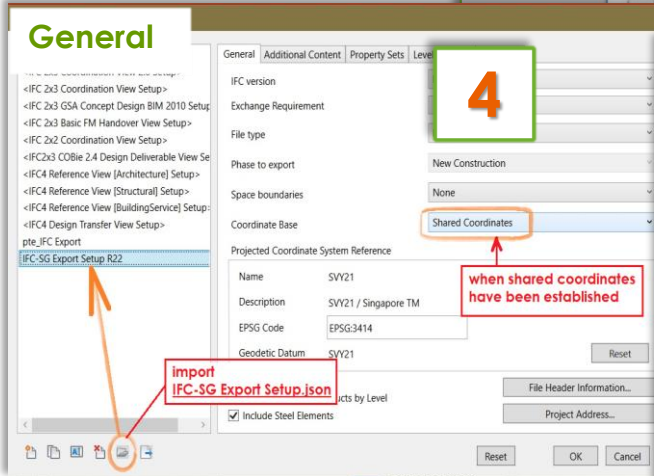 General
General Additional Content Property Sets Leve
<IFC 2x3 Coordination View Setup>
<IFC 2x3 GSA Concept Design BIM 2010 Setup
<IFC 2x3 Basic FM Handover View Setup>
<IFC 2x2 Coordination View Setup>
<IFC2x3 COBie 2.4 Design Deliverable View Se
<IFC4 Reference View [Architecture] Setup>
<IFC4 Reference View [Structural] Setup>
<IFC4 Reference View [BuildingService] Setup>
<IFC4 Design Transfer View Setup>
pte_IFC Export
IFC-SG Export Setup R22
import
IFC-SG Export Setup.json
IFC version
Exchange Requirement
4
File type
Phase to export New Construction
Space boundaries None
Coordinate Base Shared Coordinates
Projected Coordinate System Reference
Name SVY21
Description SVY21 / Singapore TM
EPSG Code EPSG:3414
Geodetic Datum SVY21 Reset
when shared coordinates
have been established
ucts by Level
Include Steel Elements
File Header Information...
Project Address...
Reset OK Cancel